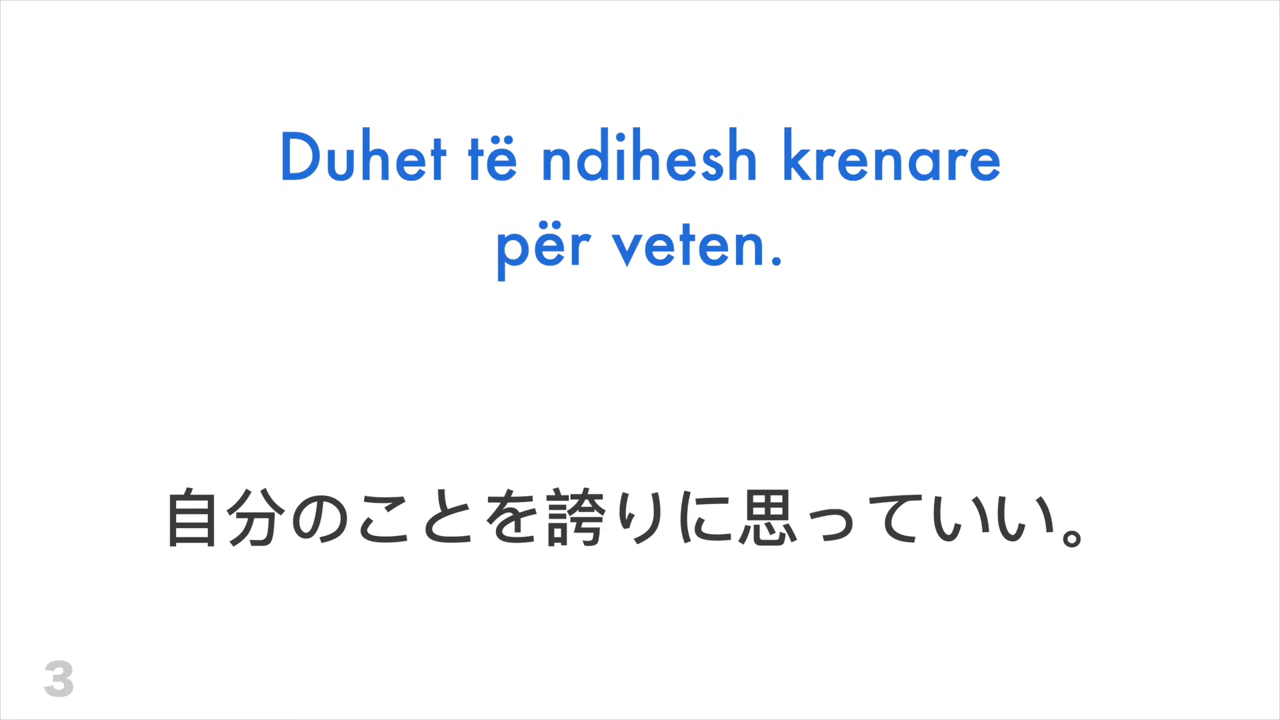 Duhet të ndihesh krenare
për veten.
自分のことを誇りに思っていい。
3